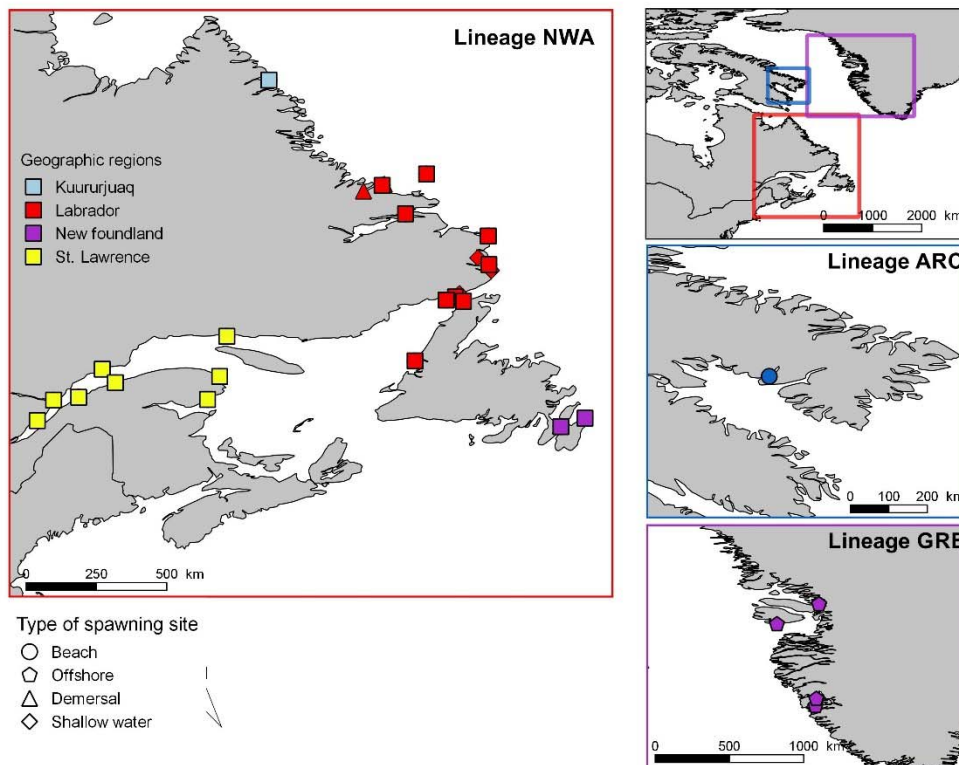 Lineage NWA
Geographic regions
Kuururjuaq
Labrador
New foundland
St. Lawrence
0 250 500 km
Type of spawning site
Beach
Offshore
Demersal
Shallow water
0 1000 2000 km
Lineage ARC
0 100 200 km
Lineage GRE
0 500 1000 km